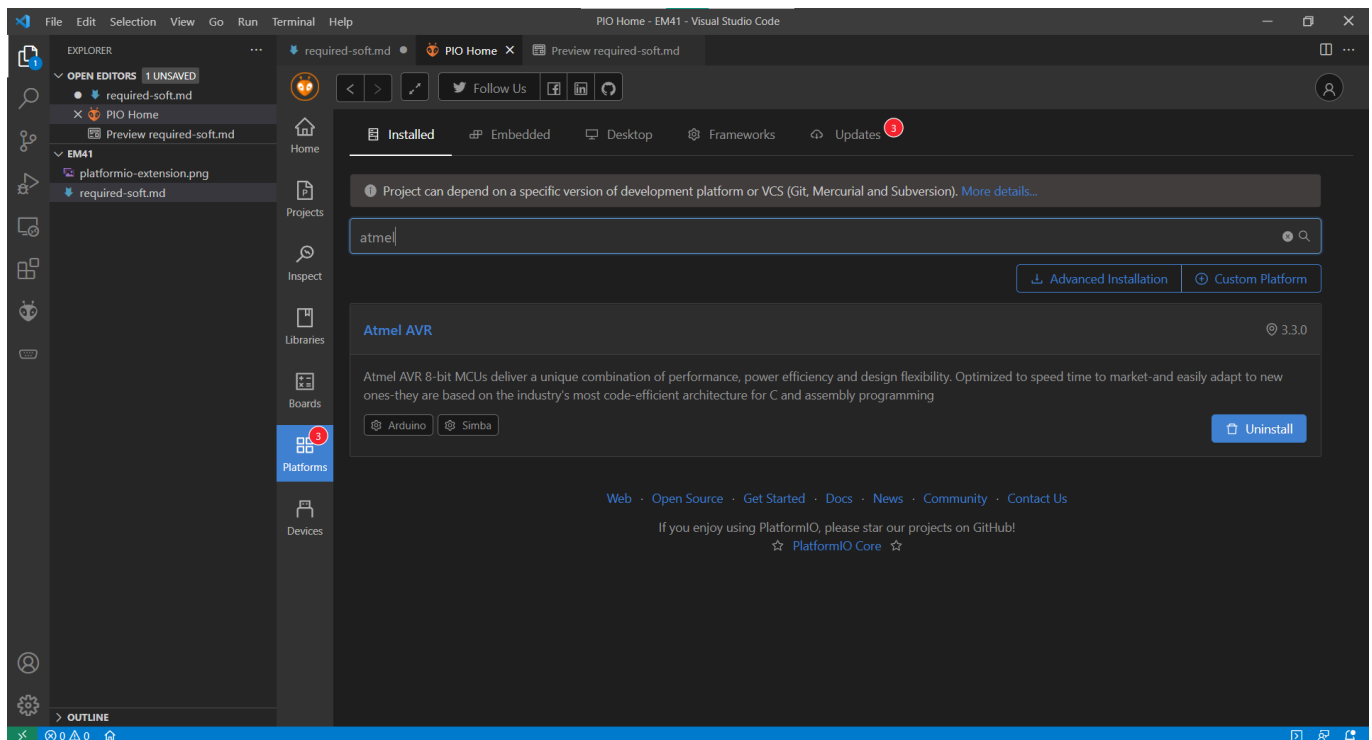 File Edit Selection View Go Run Terminal Help
PIO Home - EM41 - Visual Studio Code
EXPLORER
OPEN EDITORS 1 UNSAVED
required-soft.md
PIO Home
Preview required-soft.md
EM41
platformio-extension.png
required-soft.md
OUTLINE
1
required-soft.md
PIO Home
Preview required-soft.md
Follow Us
Home
Projects
Inspect
Libraries
Boards
3
Platforms
Devices
Installed
Embedded
Desktop
Frameworks
Updates 3
Project can depend on a specific version of development platform or VCS (Git, Mercurial and Subversion). More details...
atmel
Advanced Installation
Custom Platform
Atmel AVR
3.3.0
Atmel AVR 8-bit MCUs deliver a unique combination of performance, power efficiency and design flexibility. Optimized to speed time to market-and easily adapt to new
ones-they are based on the industry's most code-efficient architecture for C and assembly programming
Arduino
Simba
Uninstall
Web · Open Source · Get Started · Docs · News · Community · Contact Us
If you enjoy using PlatformIO, please star our projects on GitHub!
PlatformIO Core
0 0